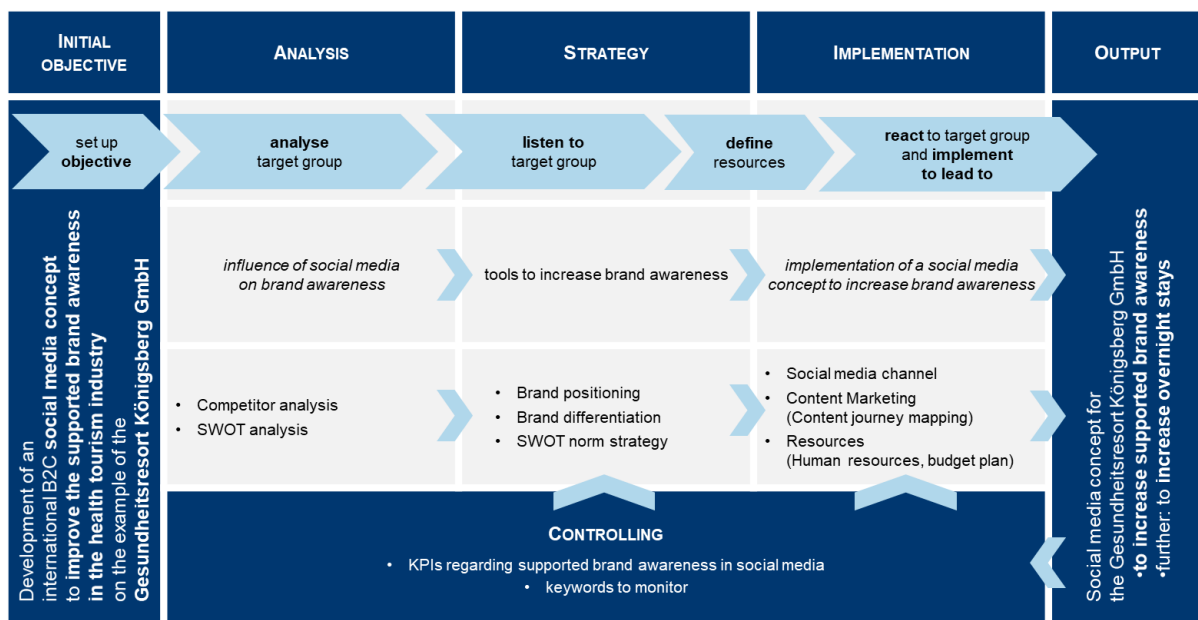 INITIAL
OBJECTIVE
ANALYSIS
STRATEGY
IMPLEMENTATION
OUTPUT
set up
objective
analyse
target group
listen to
target group
define
resources
react to target group
and implement
to lead to
Development of an
international B2C social media concept
to improve the supported brand awareness
in the health tourism industry
on the example of the
Gesundheitsresort Königsberg GmbH
influence of social media
on brand awareness
tools to increase brand awareness
implementation of a social media
concept to increase brand awareness
• Competitor analysis
• SWOT analysis
• Brand positioning
• Brand differentiation
• SWOT norm strategy
• Social media channel
• Content Marketing
(Content journey mapping)
• Resources
(Human resources, budget plan)
CONTROLLING
• KPIs regarding supported brand awareness in social media
• keywords to monitor
Social media concept for
the Gesundheitsresort Königsberg GmbH
•to increase supported brand awareness
•further: to increase overnight stays